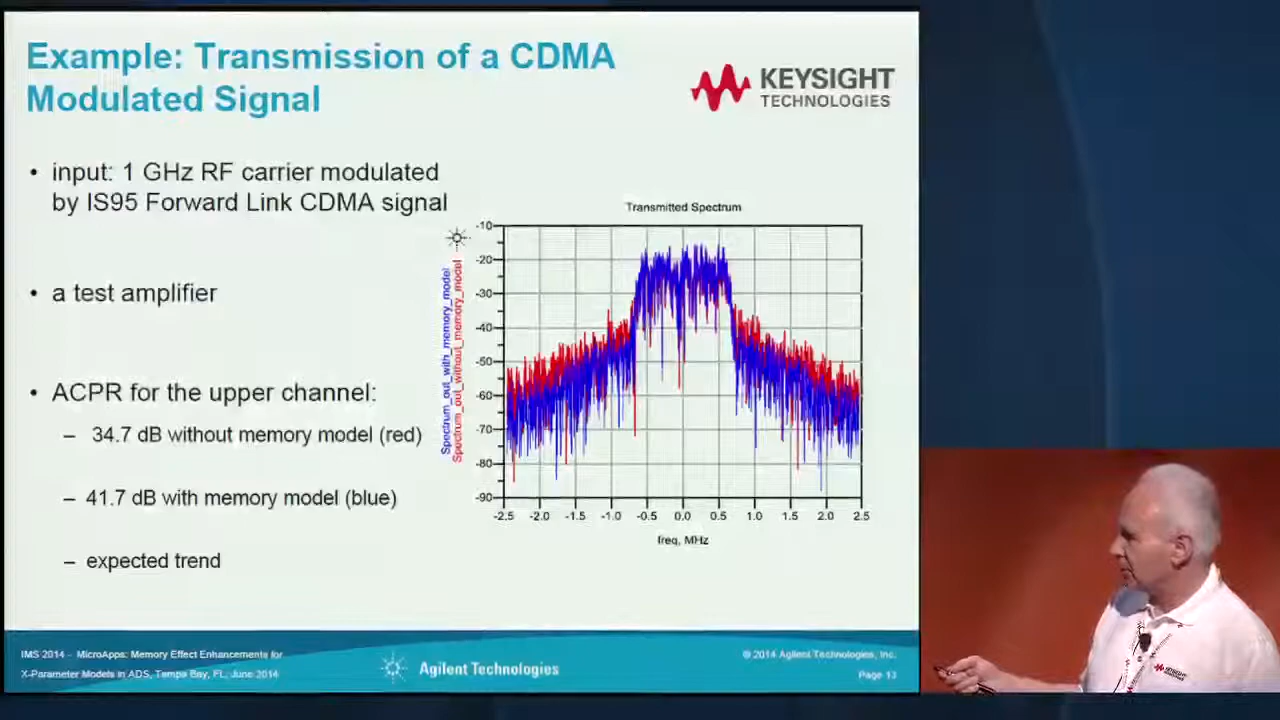 Example: Transmission of a CDMA
Modulated Signal
KEYSIGHT
TECHNOLOGIES
• input: 1 GHz RF carrier modulated
by IS95 Forward Link CDMA signal
• a test amplifier
• ACPR for the upper channel:
– 34.7 dB without memory model (red)
– 41.7 dB with memory model (blue)
– expected trend
Transmitted Spectrum
Spectrum_out_with_memory_model
Spectrum_out_without_memory_model
-10
-20
-30
-40
-50
-60
-70
-80
-90
-2.5 -2.0 -1.5 -1.0 -0.5 0.0 0.5 1.0 1.5 2.0 2.5
freq, MHz
IMS 2014 - MicroApps: Memory Effect Enhancements for
X-Parameter Models in ADS, Tampa Bay, FL, June 2014
Agilent Technologies
© 2014 Agilent Technologies, Inc.
Page 13